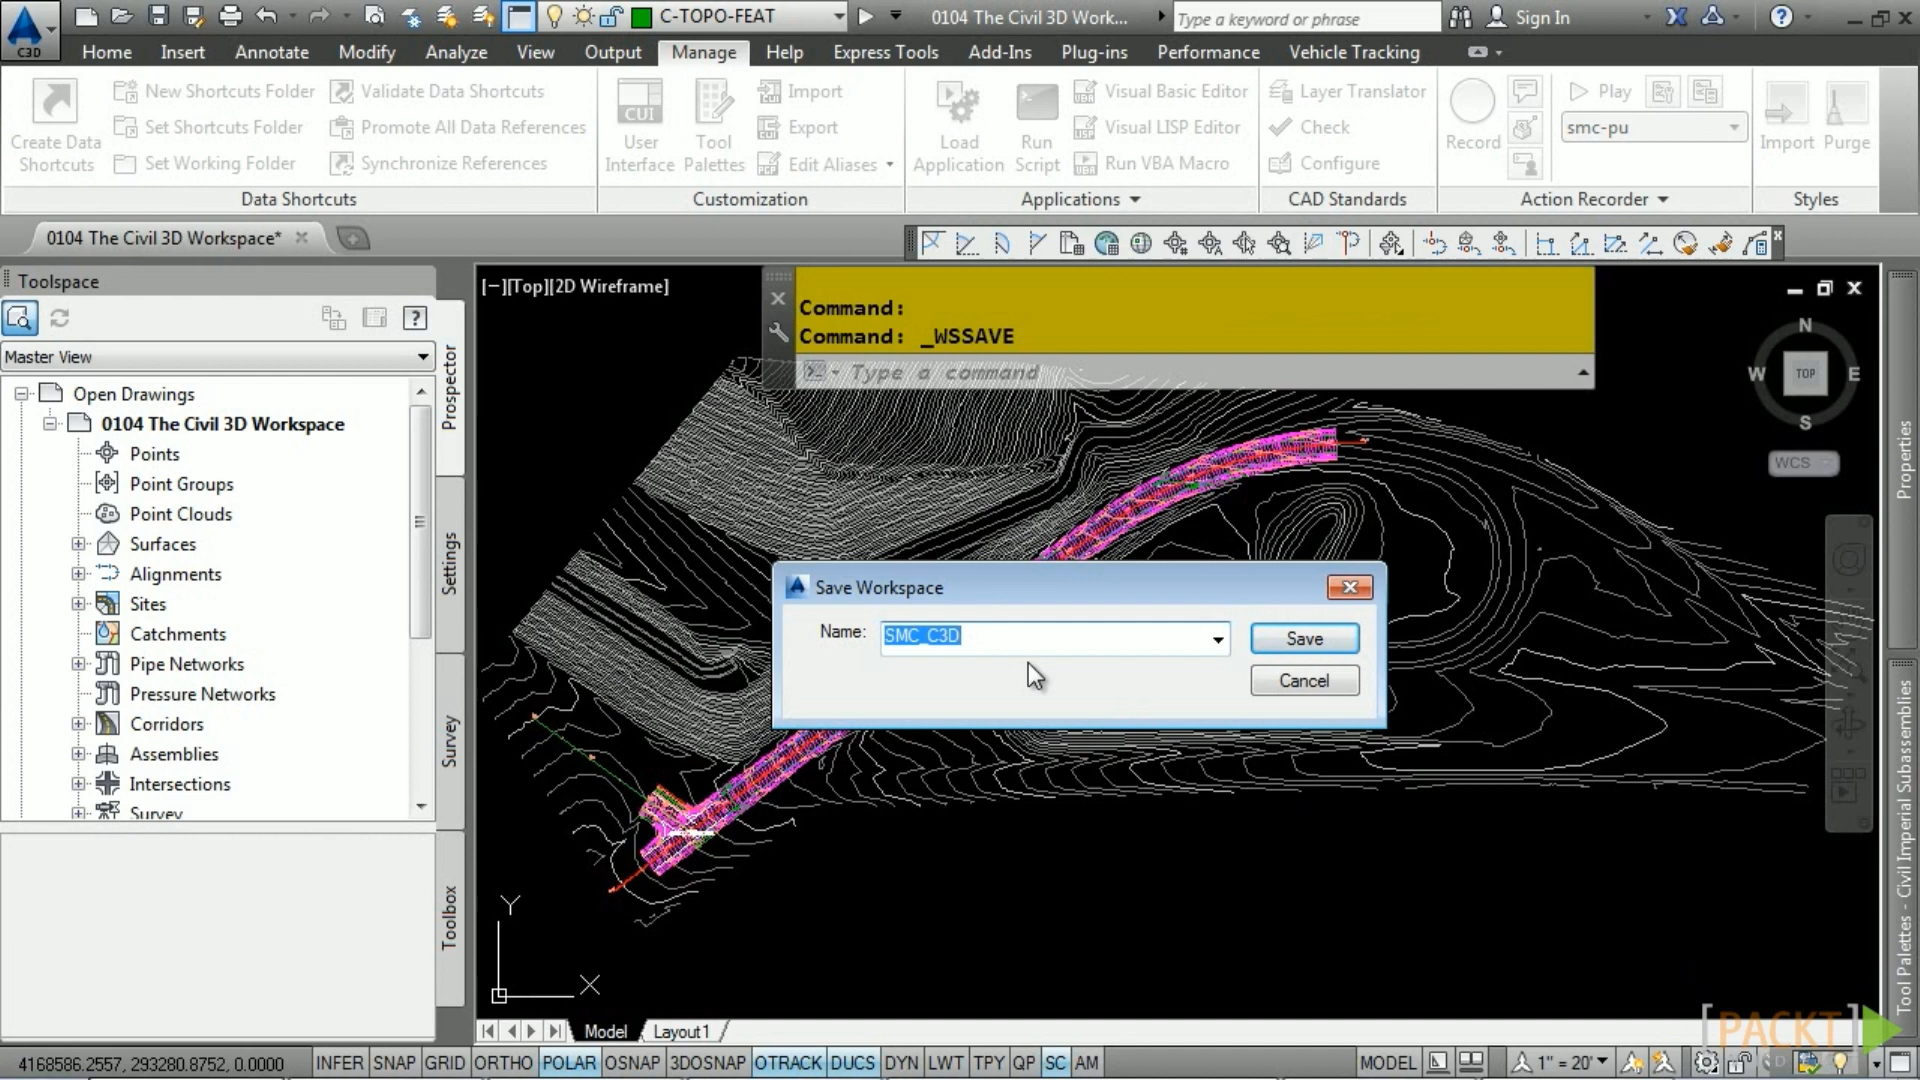 C3D
C-TOPO-FEAT
0104 The Civil 3D Work...
Type a keyword or phrase
Sign In
Home Insert Annotate Modify Analyze View Output Manage Help Express Tools Add-Ins Plug-ins Performance Vehicle Tracking
Create Data Shortcuts
New Shortcuts Folder
Set Shortcuts Folder
Set Working Folder
Validate Data Shortcuts
Promote All Data References
Synchronize References
Data Shortcuts
CUI
User Interface
Tool Palettes
Import
Export
Edit Aliases
Customization
Load Application
Run Script
Visual Basic Editor
Visual LISP Editor
Run VBA Macro
Applications
Layer Translator
Check
Configure
CAD Standards
Record
Play
smc-pu
Action Recorder
Import
Purge
Styles
0104 The Civil 3D Workspace*
Toolspace
Master View
Open Drawings
0104 The Civil 3D Workspace
Points
Point Groups
Point Clouds
Surfaces
Alignments
Sites
Catchments
Pipe Networks
Pressure Networks
Corridors
Assemblies
Intersections
Survey
Prospector
Settings
Survey
Toolbox
[−][Top][2D Wireframe]
Command:
Command: _WSSAVE
Type a command
N
W TOP E
S
WCS
Save Workspace
Name: SMC_C3D
Save
Cancel
Properties
Tool Palettes - Civil Imperial Subassemblies
Y
X
Model Layout1
[PACKT]
4168586.2557, 293280.8752, 0.0000
INFER SNAP GRID ORTHO POLAR OSNAP 3DOSNAP OTRACK DUCS DYN LWT TPY QP SC AM
MODEL
1" = 20'